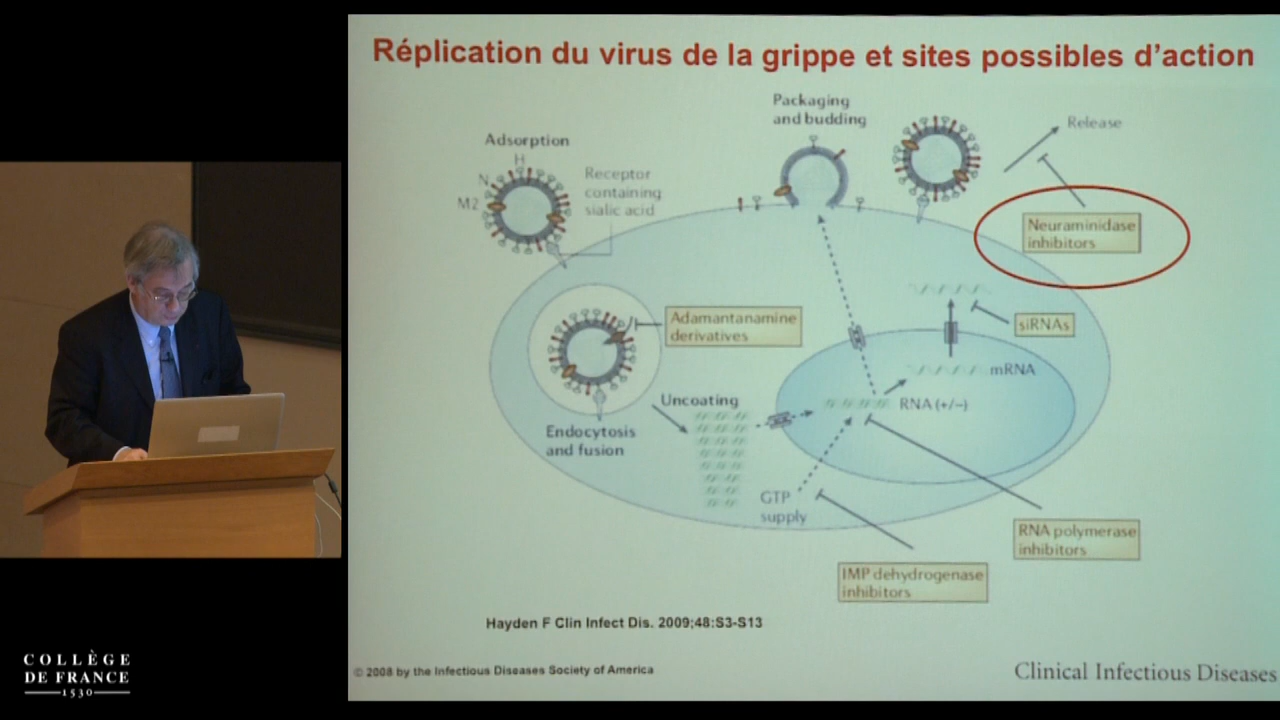 Réplication du virus de la grippe et sites possibles d'action
Packaging
and budding
Release
Adsorption
H
N
M2
Receptor
containing
sialic acid
Neuraminidase
inhibitors
Adamantanamine
derivatives
siRNAs
mRNA
Uncoating
RNA (+/−)
Endocytosis
and fusion
GTP
supply
RNA polymerase
inhibitors
IMP dehydrogenase
inhibitors
Hayden F Clin Infect Dis. 2009;48:S3-S13
© 2008 by the Infectious Diseases Society of America
Clinical Infectious Diseases
COLLÈGE
DE FRANCE
1530